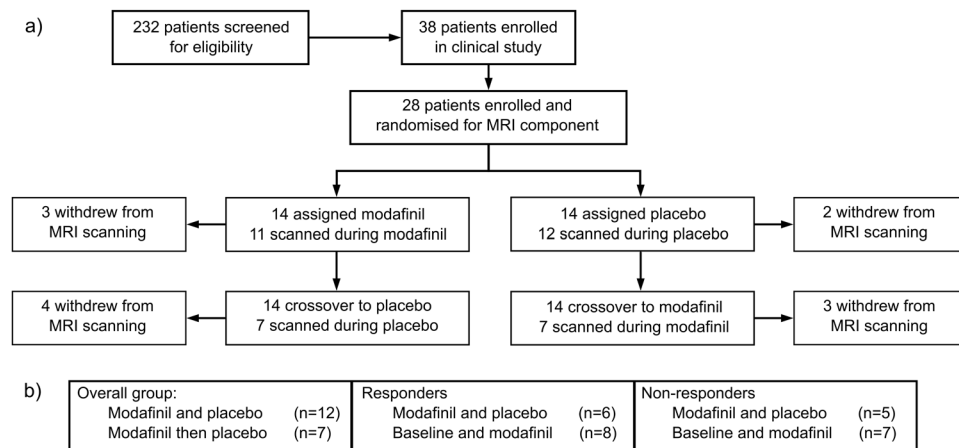 a)
232 patients screened
for eligibility
38 patients enrolled
in clinical study
28 patients enrolled and
randomised for MRI component
3 withdrew from
MRI scanning
14 assigned modafinil
11 scanned during modafinil
14 assigned placebo
12 scanned during placebo
2 withdrew from
MRI scanning
4 withdrew from
MRI scanning
14 crossover to placebo
7 scanned during placebo
14 crossover to modafinil
7 scanned during modafinil
3 withdrew from
MRI scanning
b)
Overall group:
Modafinil and placebo (n=12)
Modafinil then placebo (n=7)
Responders
Modafinil and placebo (n=6)
Baseline and modafinil (n=8)
Non-responders
Modafinil and placebo (n=5)
Baseline and modafinil (n=7)